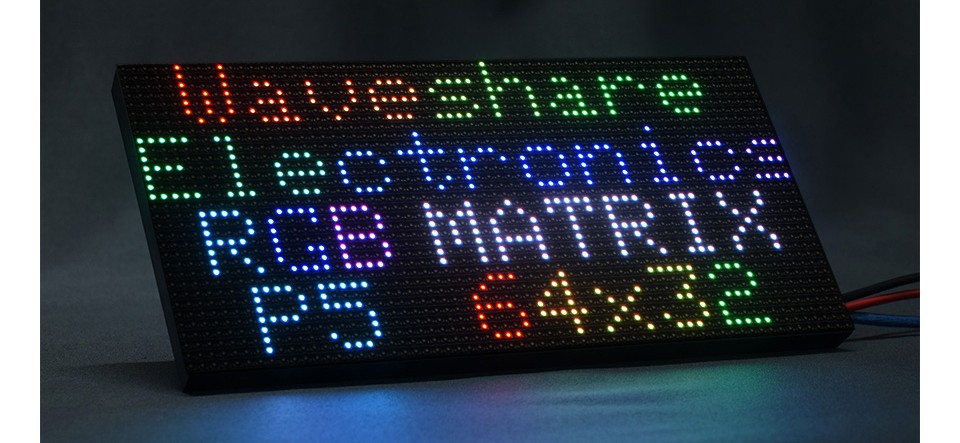 Waveshare
Electronics
RGB MATRIX
P5 64x32